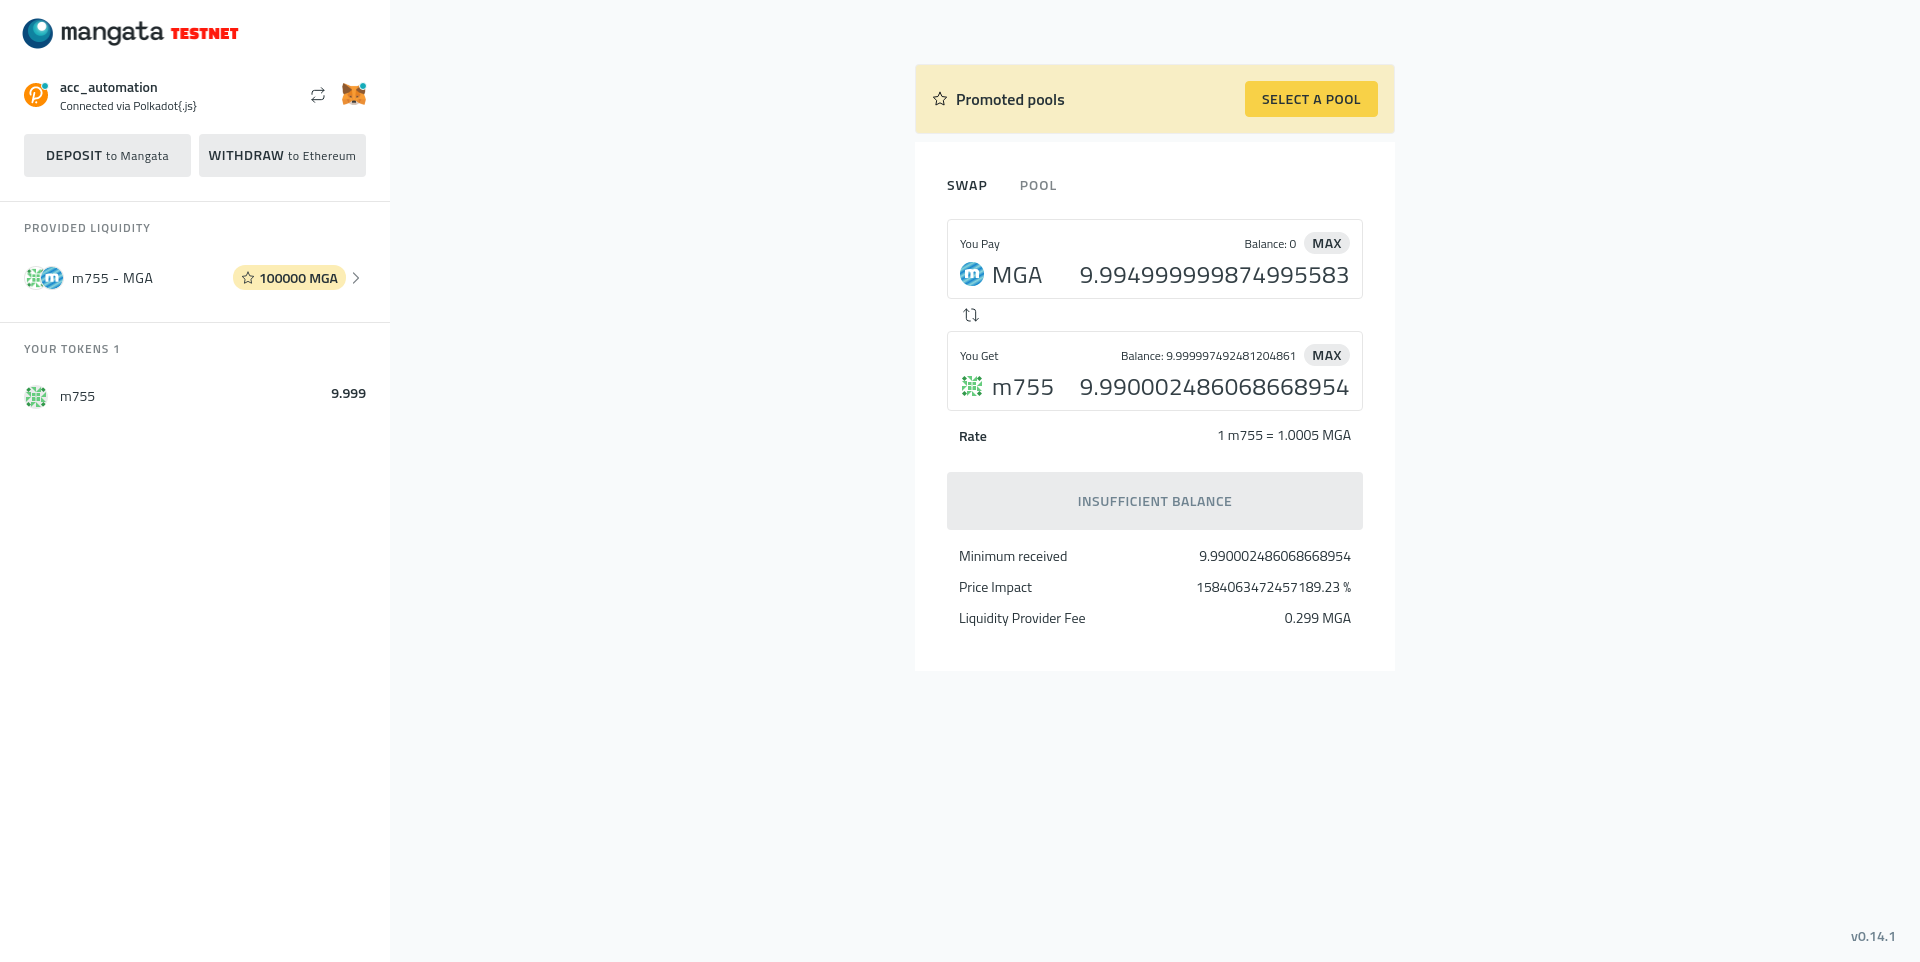 mangata TESTNET
acc_automation
Connected via Polkadot{.js}
DEPOSIT to Mangata
WITHDRAW to Ethereum
PROVIDED LIQUIDITY
m755 - MGA
100000 MGA
YOUR TOKENS 1
m755
9.999
Promoted pools
SELECT A POOL
SWAP
POOL
You Pay
Balance: 0
MAX
MGA
9.994999999874995583
You Get
Balance: 9.999997492481204861
MAX
m755
9.990002486068668954
Rate
1 m755 = 1.0005 MGA
INSUFFICIENT BALANCE
Minimum received
9.990002486068668954
Price Impact
1584063472457189.23 %
Liquidity Provider Fee
0.299 MGA
v0.14.1